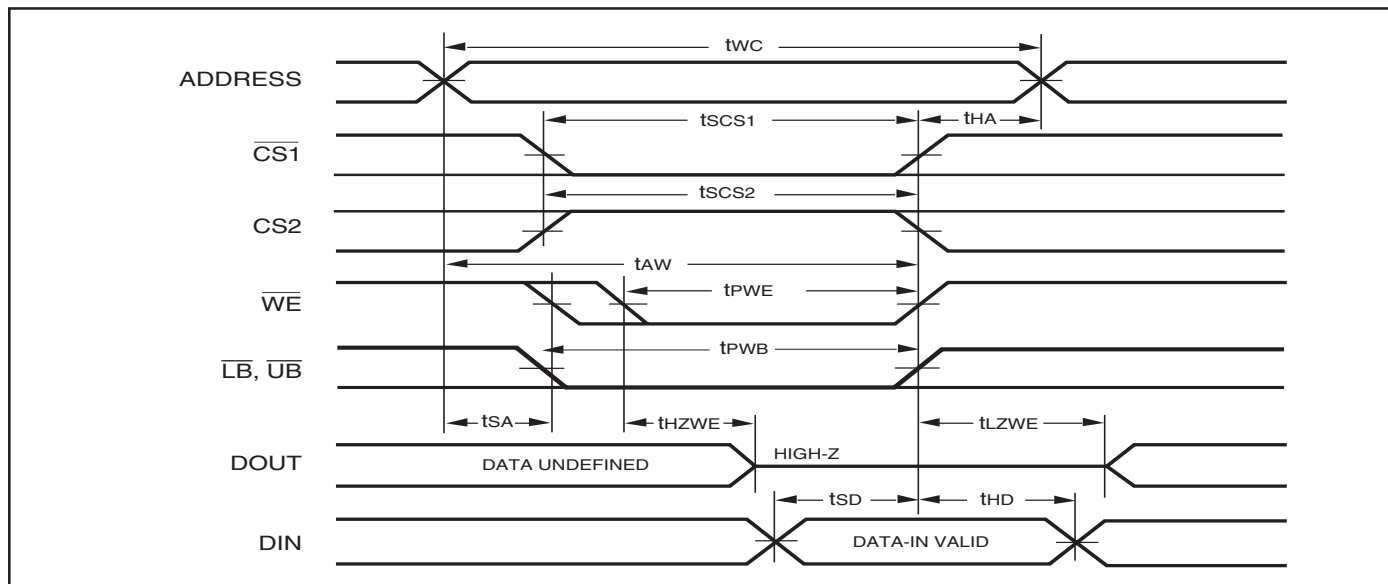 tWC
ADDRESS
tSCS1
tHA
CS1
tSCS2
CS2
tAW
WE
tPWE
tPWB
LB, UB
tSA
tHZWE
tLZWE
DOUT
DATA UNDEFINED
HIGH-Z
tSD
tHD
DIN
DATA-IN VALID